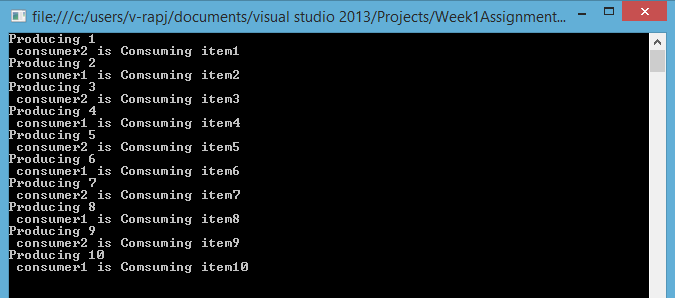 file:///c:/users/v-rapj/documents/visual studio 2013/Projects/Week1Assignment...
Producing 1
consumer2 is Comsuming item1
Producing 2
consumer1 is Comsuming item2
Producing 3
consumer2 is Comsuming item3
Producing 4
consumer1 is Comsuming item4
Producing 5
consumer2 is Comsuming item5
Producing 6
consumer1 is Comsuming item6
Producing 7
consumer2 is Comsuming item7
Producing 8
consumer1 is Comsuming item8
Producing 9
consumer2 is Comsuming item9
Producing 10
consumer1 is Comsuming item10